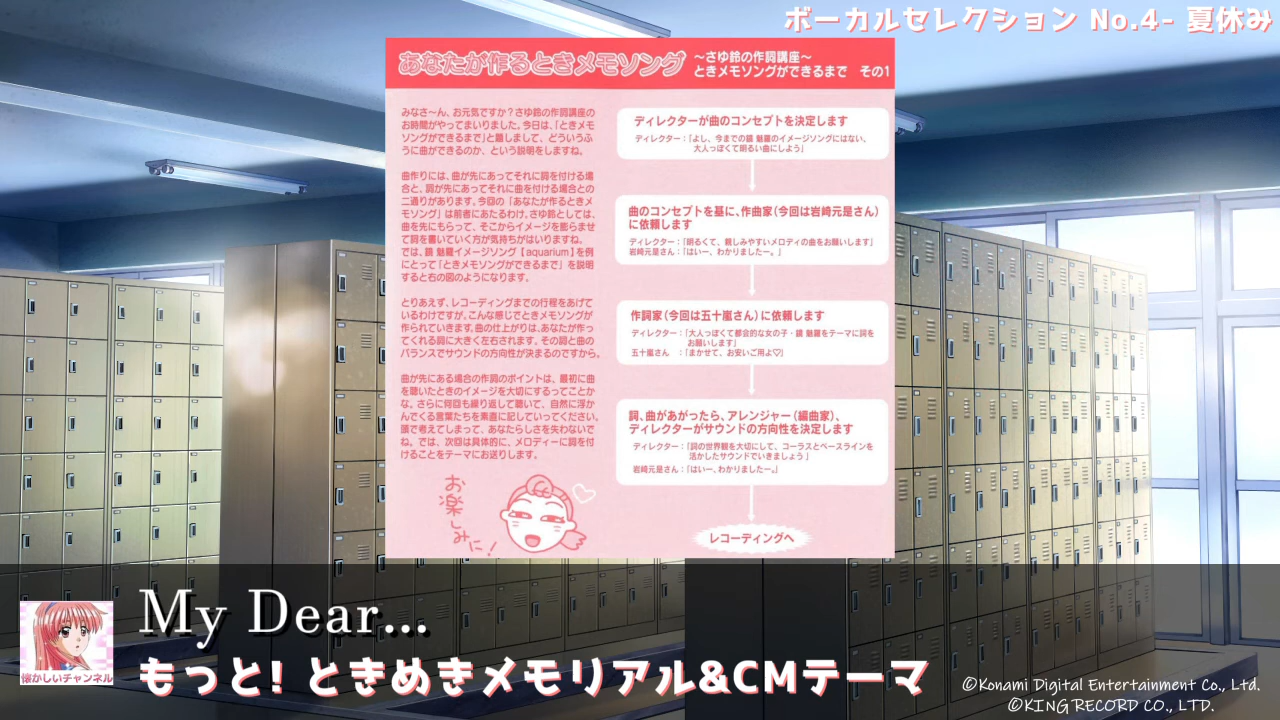 ボーカルセレクション No.4- 夏休み
あなたが作るときメモソング
〜さゆ鈴の作詞講座〜
ときメモソングができるまで その1
みなさ〜ん、お元気ですか？さゆ鈴の作詞講座の
お時間がやってまいりました。今日は、「ときメモ
ソングができるまで」と題しまして、どういうふ
うに曲ができるのか、という説明をしますね。
曲作りには、曲が先にあってそれに詞を付ける場
合と、詞が先にあってそれに曲を付ける場合との
二通りがあります。今回の「あなたが作るときメ
モソング」は前者にあたるわけ。さゆ鈴としては、
曲を先にもらって、そこからイメージを膨らませ
て詞を書いていく方が気持ちがはいりますね。
では、鏡 魅羅イメージソング【aquarium】を例
にとって「ときメモソングができるまで」を説明
すると右の図のようになります。
とりあえず、レコーディングまでの行程をあげて
いるわけですが、こんな感じでときメモソングが
作られていきます。曲の仕上がりは、あなたが作っ
てくれる詞に大きく左右されます。その詞と曲の
バランスでサウンドの方向性が決まるのですから。
曲が先にある場合の作詞のポイントは、最初に曲
を聴いたときのイメージを大切にするってことか
な。さらに何回も繰り返して聴いて、自然に浮か
んでくる言葉たちを素直に記していってください。
頭で考えてしまって、あなたらしさを失わないで
ね。では、次回は具体的に、メロディーに詞を付
けることをテーマにお送りします。
お楽しみに!
ディレクターが曲のコンセプトを決定します
ディレクター：「よし、今までの鏡 魅羅のイメージソングにはない、
大人っぽくて明るい曲にしよう」
曲のコンセプトを基に、作曲家（今回は岩崎元是さん）
に依頼します
ディレクター：「明るくて、親しみやすいメロディの曲をお願いします」
岩崎元是さん：「はいー、わかりましたー。」
作詞家（今回は五十嵐さん）に依頼します
ディレクター：「大人っぽくて都会的な女の子・鏡 魅羅をテーマに詞を
お願いします」
五十嵐さん ：「まかせて、お安いご用よ♡」
詞、曲があがったら、アレンジャー（編曲家）、
ディレクターがサウンドの方向性を決定します
ディレクター：「詞の世界観を大切にして、コーラスとベースラインを
活かしたサウンドでいきましょう」
岩崎元是さん：「はいー、わかりましたー。」
レコーディングへ
My Dear...
もっと! ときめきメモリアル&CMテーマ
懐かしいチャンネル
©Konami Digital Entertainment Co., Ltd.
©KING RECORD CO., LTD.